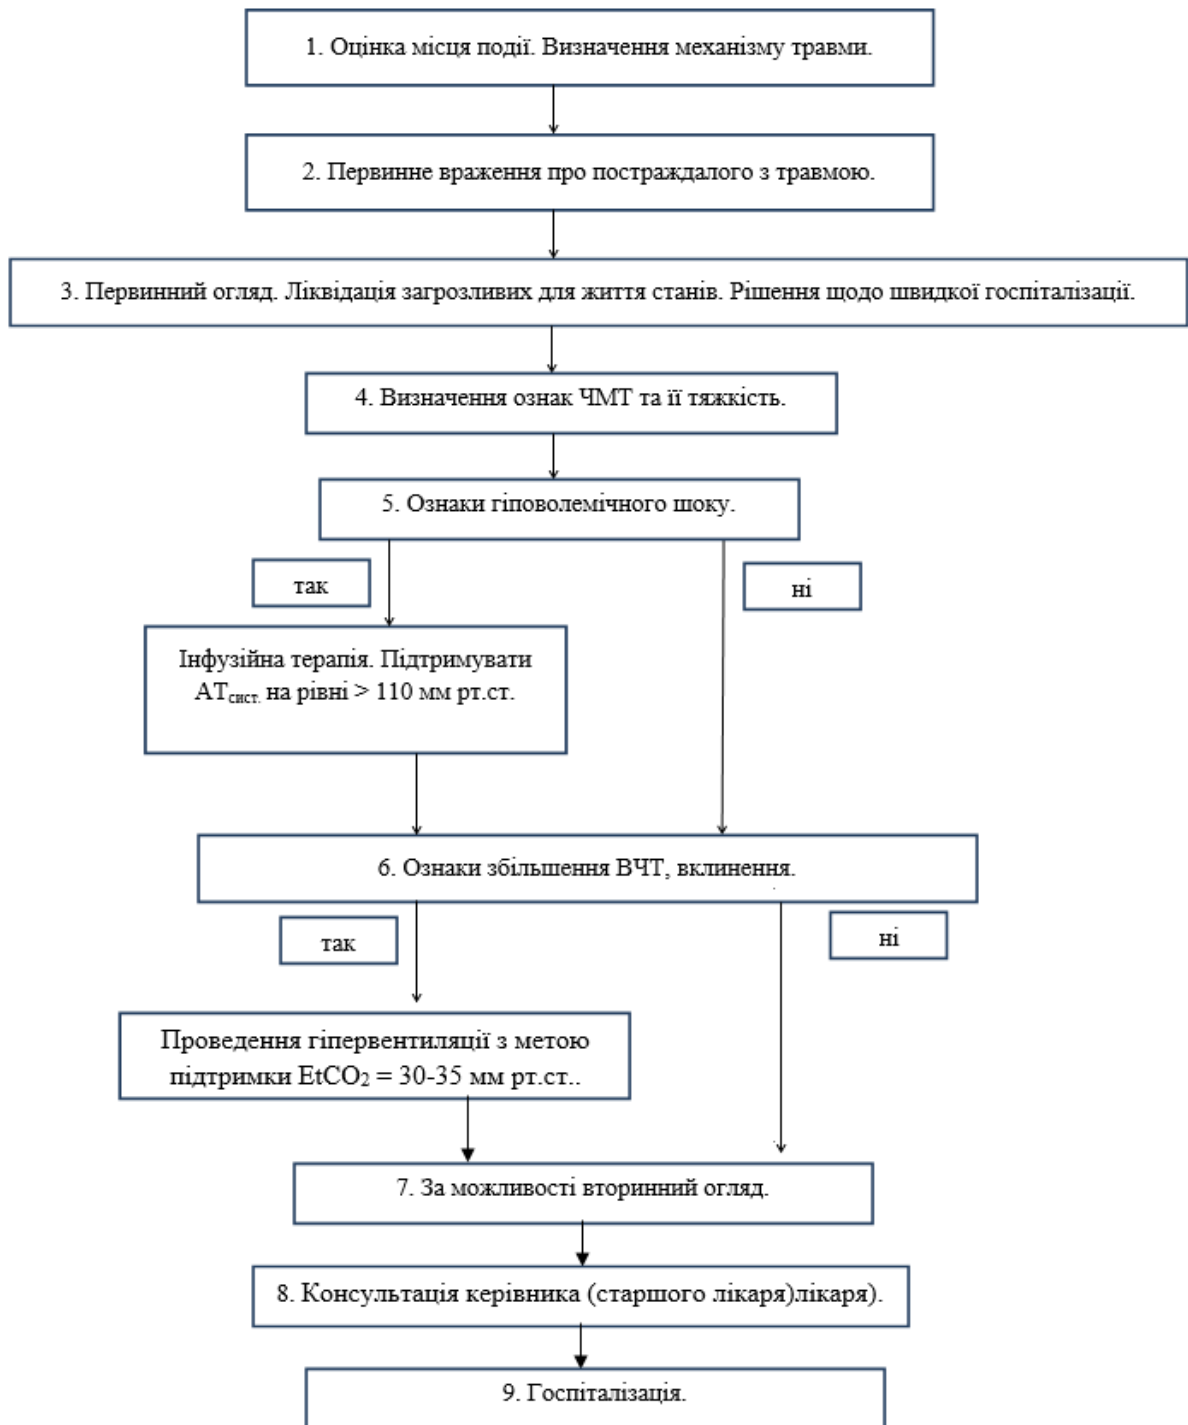 1. Оцінка місця події. Визначення механізму травми.
2. Первинне враження про постраждалого з травмою.
3. Первинний огляд. Ліквідація загрозливих для життя станів. Рішення щодо швидкої госпіталізації.
4. Визначення ознак ЧМТ та її тяжкість.
5. Ознаки гіповолемічного шоку.
так
ні
Інфузійна терапія. Підтримувати
АТсист. на рівні > 110 мм рт.ст.
6. Ознаки збільшення ВЧТ, вклинення.
так
ні
Проведення гіпервентиляції з метою
підтримки EtCO2 = 30-35 мм рт.ст..
7. За можливості вторинний огляд.
8. Консультація керівника (старшого лікаря)лікаря).
9. Госпіталізація.